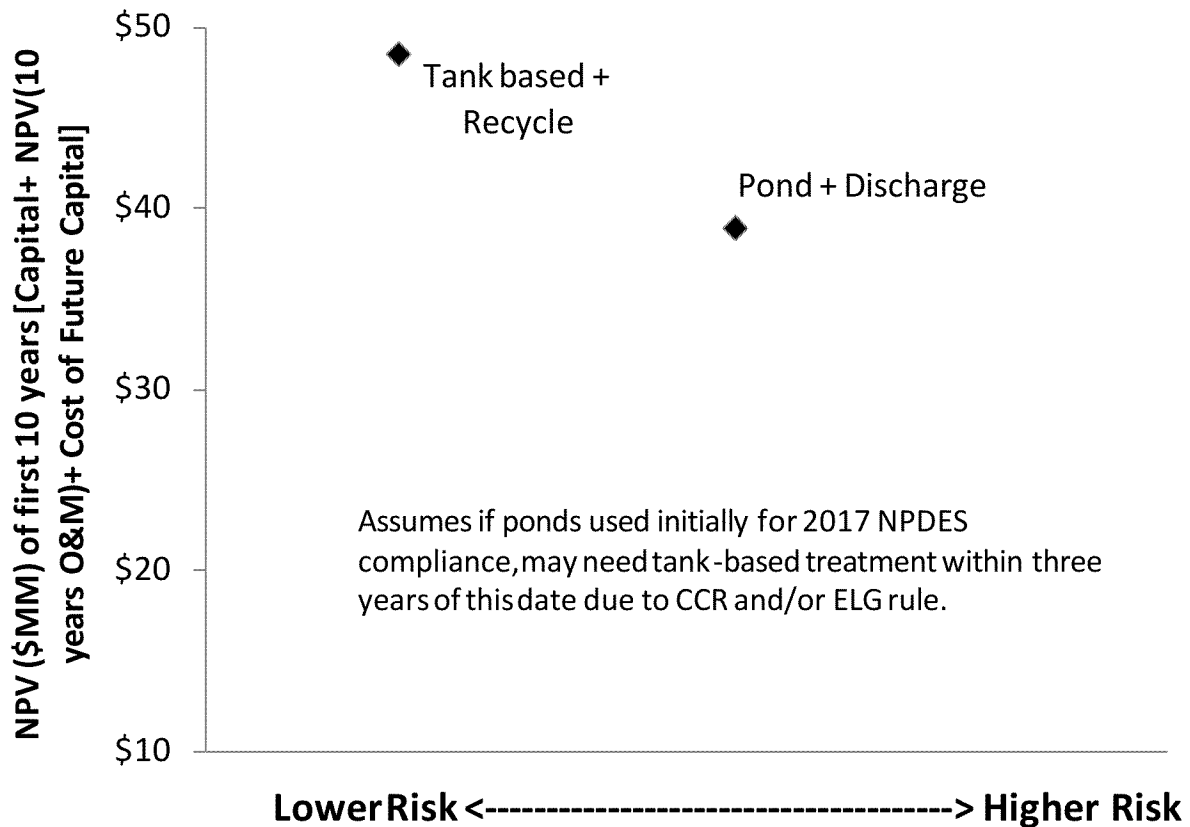 NPV ($MM) of first 10 years [Capital+ NPV(10
years O&M)+ Cost of Future Capital]
$50
$40
$30
$20
$10
Tank based +
Recycle
Pond + Discharge
Assumes if ponds used initially for 2017 NPDES
compliance, may need tank-based treatment within three
years of this date due to CCR and/or ELG rule.
Lower Risk <-----------------------------------> Higher Risk